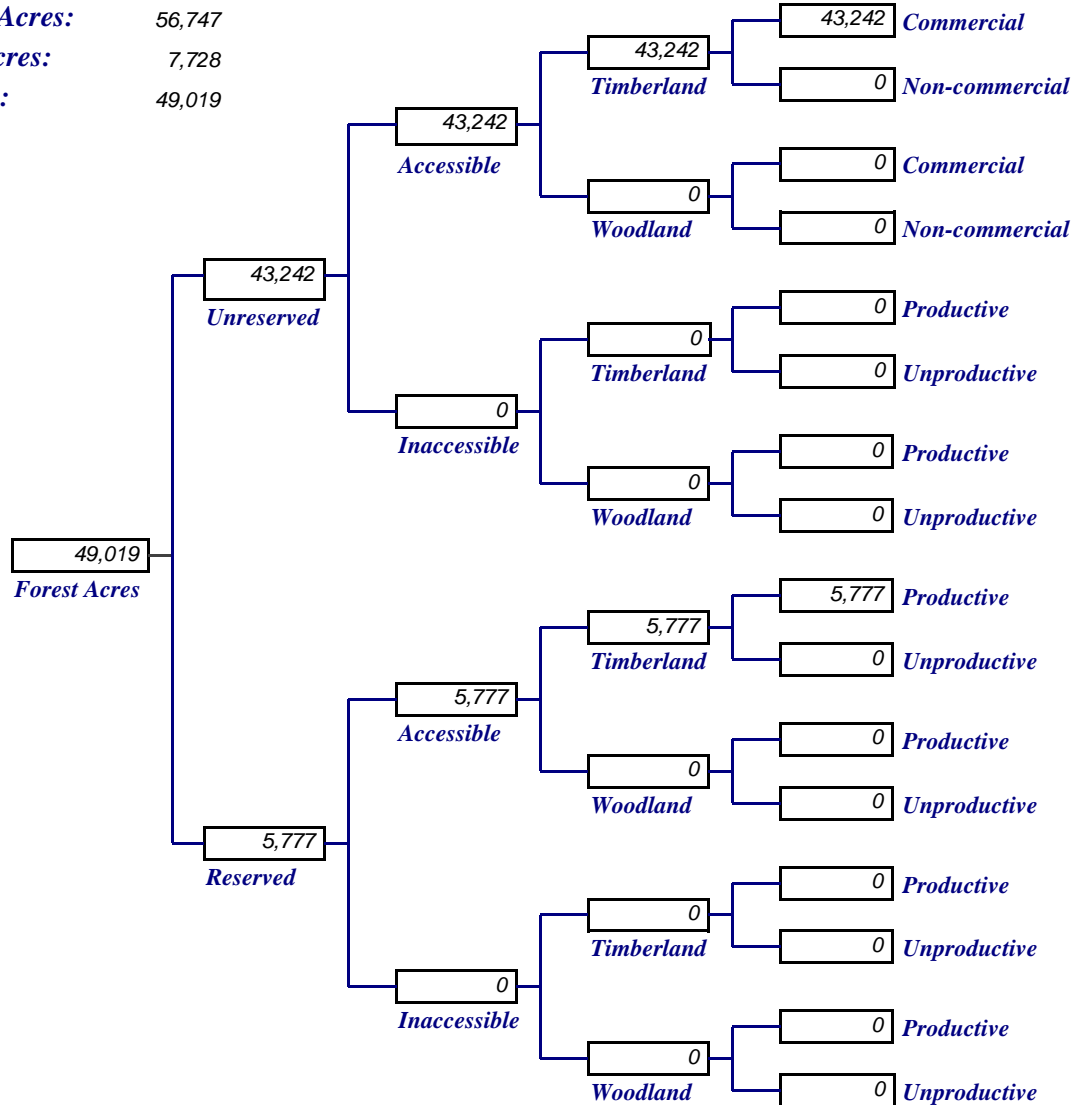 Acres: 56,747
cres: 7,728
: 49,019
43,242 Commercial
43,242
Timberland
0 Non-commercial
43,242
Accessible
0 Commercial
0
Woodland
0 Non-commercial
43,242
Unreserved
0 Productive
0
Timberland
0 Unproductive
0
Inaccessible
0 Productive
0
Woodland
0 Unproductive
49,019
Forest Acres
5,777 Productive
5,777
Timberland
0 Unproductive
5,777
Accessible
0 Productive
0
Woodland
0 Unproductive
5,777
Reserved
0 Productive
0
Timberland
0 Unproductive
0
Inaccessible
0 Productive
0
Woodland
0 Unproductive